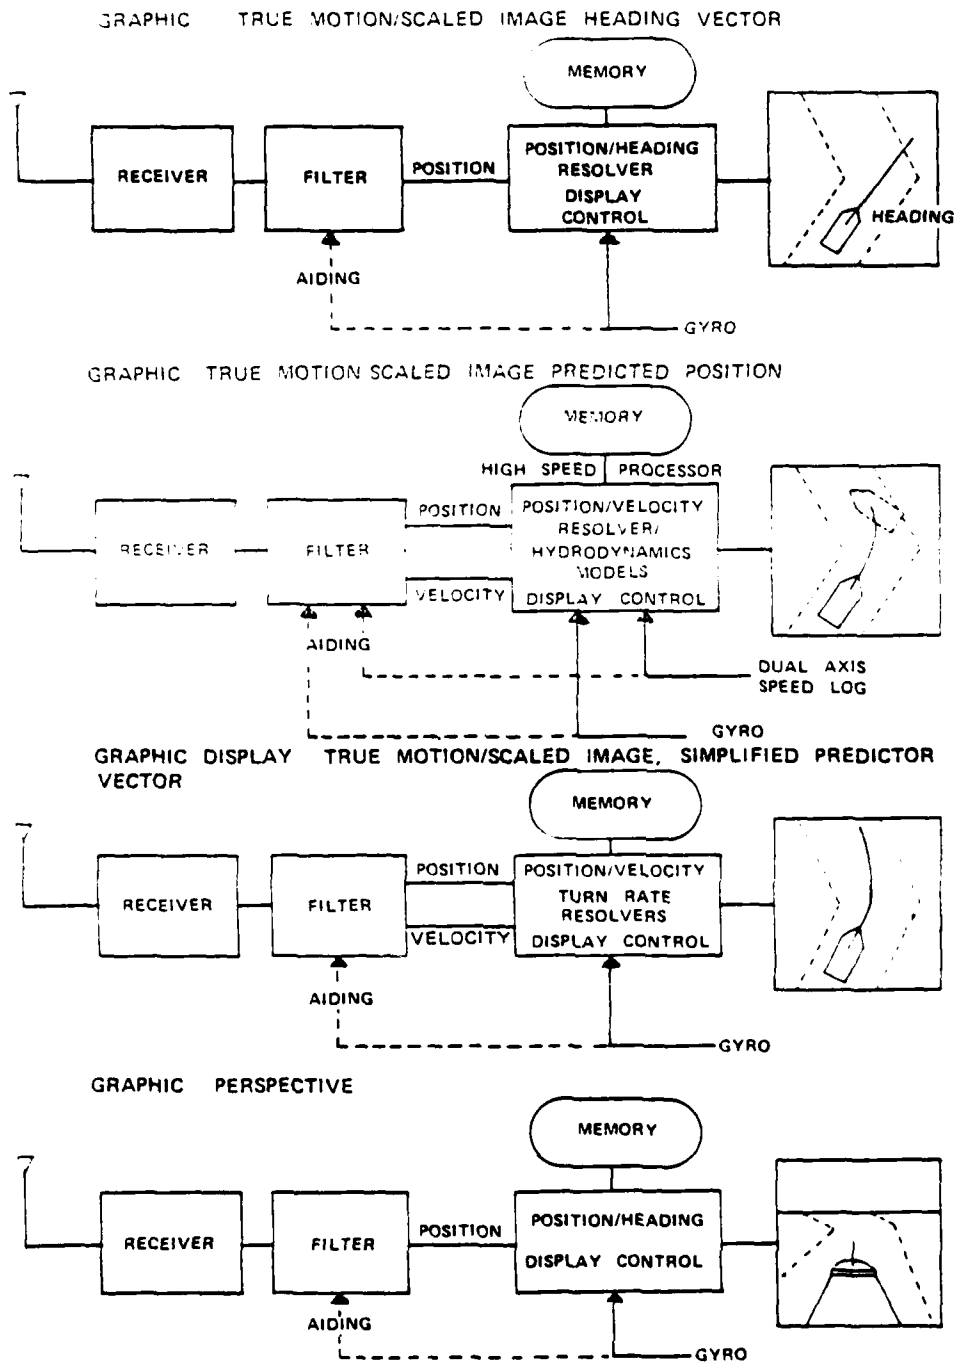 GRAPHIC TRUE MOTION/SCALED IMAGE HEADING VECTOR
MEMORY
RECEIVER
FILTER
POSITION
POSITION/HEADING
RESOLVER
DISPLAY
CONTROL
HEADING
AIDING
GYRO
GRAPHIC TRUE MOTION SCALED IMAGE PREDICTED POSITION
MEMORY
HIGH SPEED PROCESSOR
RECEIVER
FILTER
POSITION
VELOCITY
POSITION/VELOCITY
RESOLVER/
HYDRODYNAMICS
MODELS
DISPLAY CONTROL
AIDING
DUAL AXIS
SPEED LOG
GYRO
GRAPHIC DISPLAY TRUE MOTION/SCALED IMAGE, SIMPLIFIED PREDICTOR
VECTOR
MEMORY
RECEIVER
FILTER
POSITION
VELOCITY
POSITION/VELOCITY
TURN RATE
RESOLVERS
DISPLAY CONTROL
AIDING
GYRO
GRAPHIC PERSPECTIVE
MEMORY
RECEIVER
FILTER
POSITION
POSITION/HEADING
DISPLAY CONTROL
AIDING
GYRO